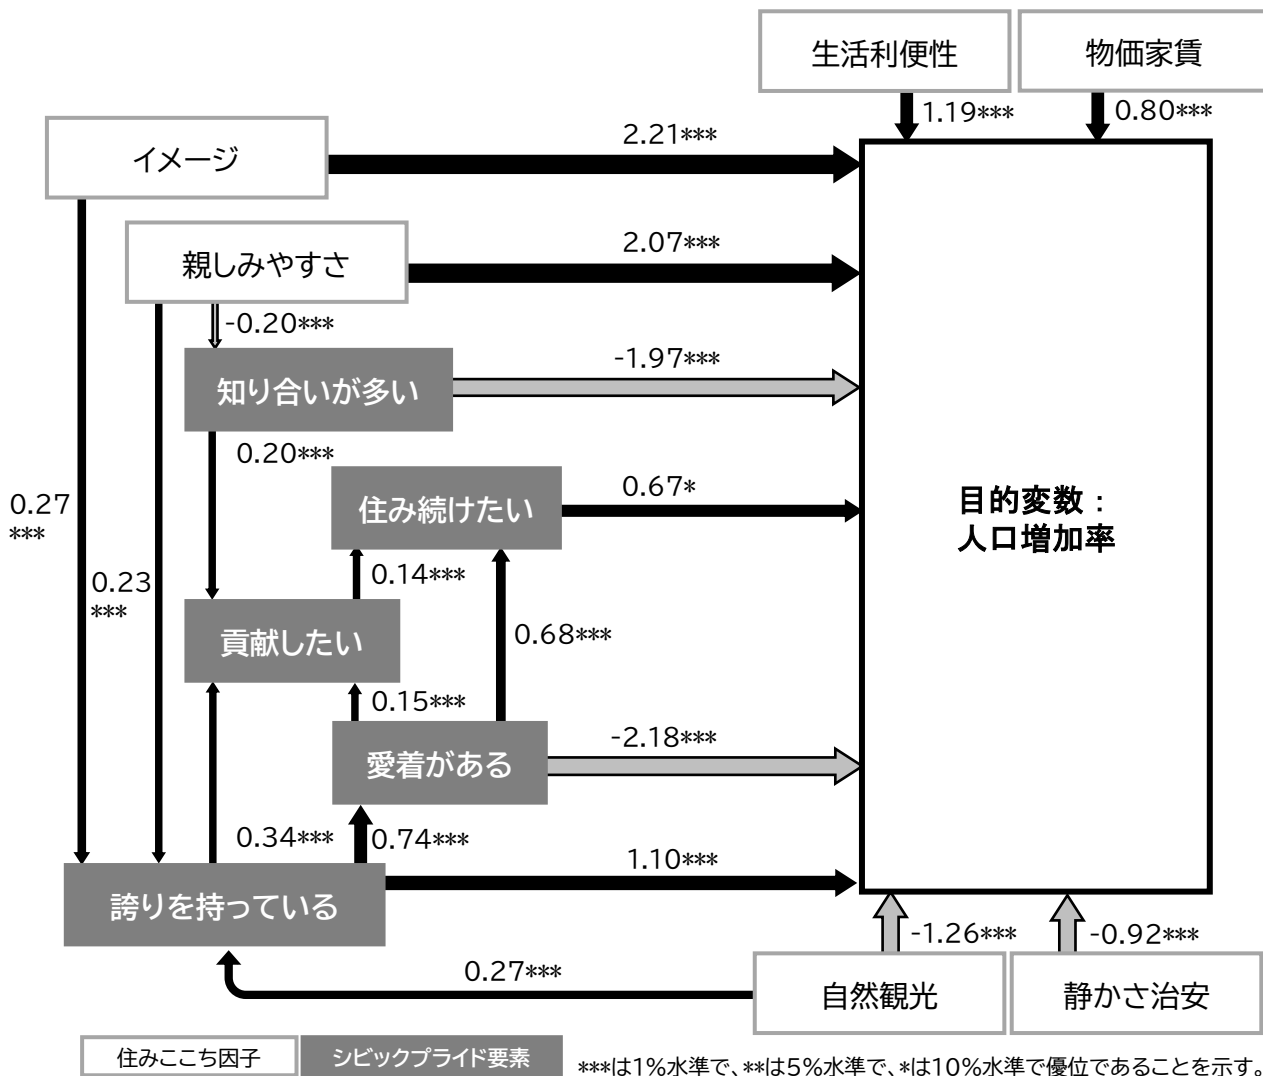 生活利便性
物価家賃
1.19***
0.80***
イメージ
2.21***
親しみやすさ
2.07***
-0.20***
知り合いが多い
-1.97***
0.20***
住み続けたい
0.67*
目的変数：
人口増加率
0.27
***
0.23
***
0.14***
貢献したい
0.68***
0.15***
愛着がある
-2.18***
0.34***
0.74***
1.10***
誇りを持っている
-1.26***
-0.92***
0.27***
自然観光
静かさ治安
住みここち因子
シビックプライド要素
***は1%水準で、**は5%水準で、*は10%水準で優位であることを示す。